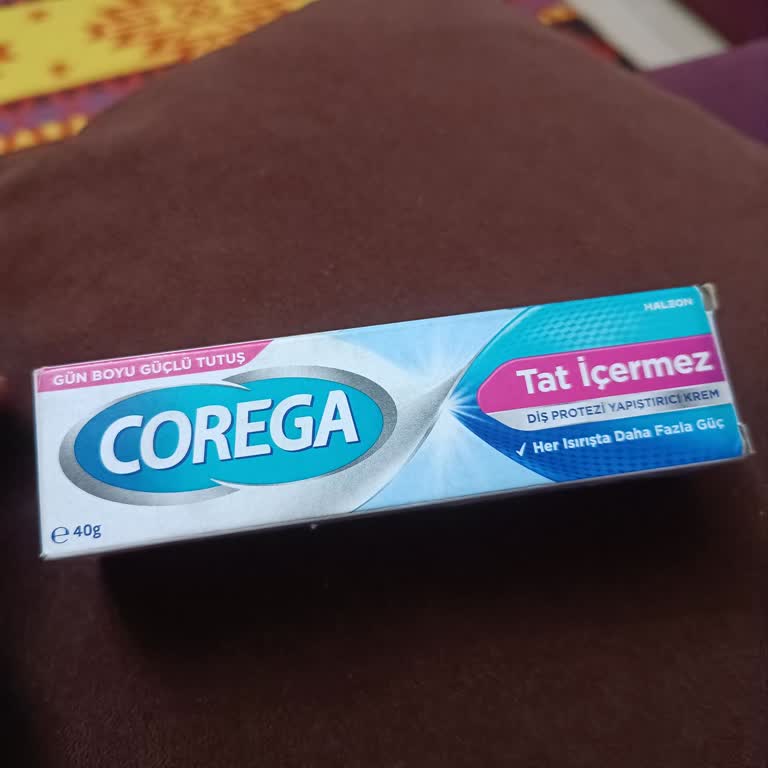 HALEON
GÜN BOYU GÜÇLÜ TUTUŞ
COREGA
Tat İçermez
DİŞ PROTEZİ YAPIŞTIRICI KREM
✓ Her Isırışta Daha Fazla Güç
℮ 40g